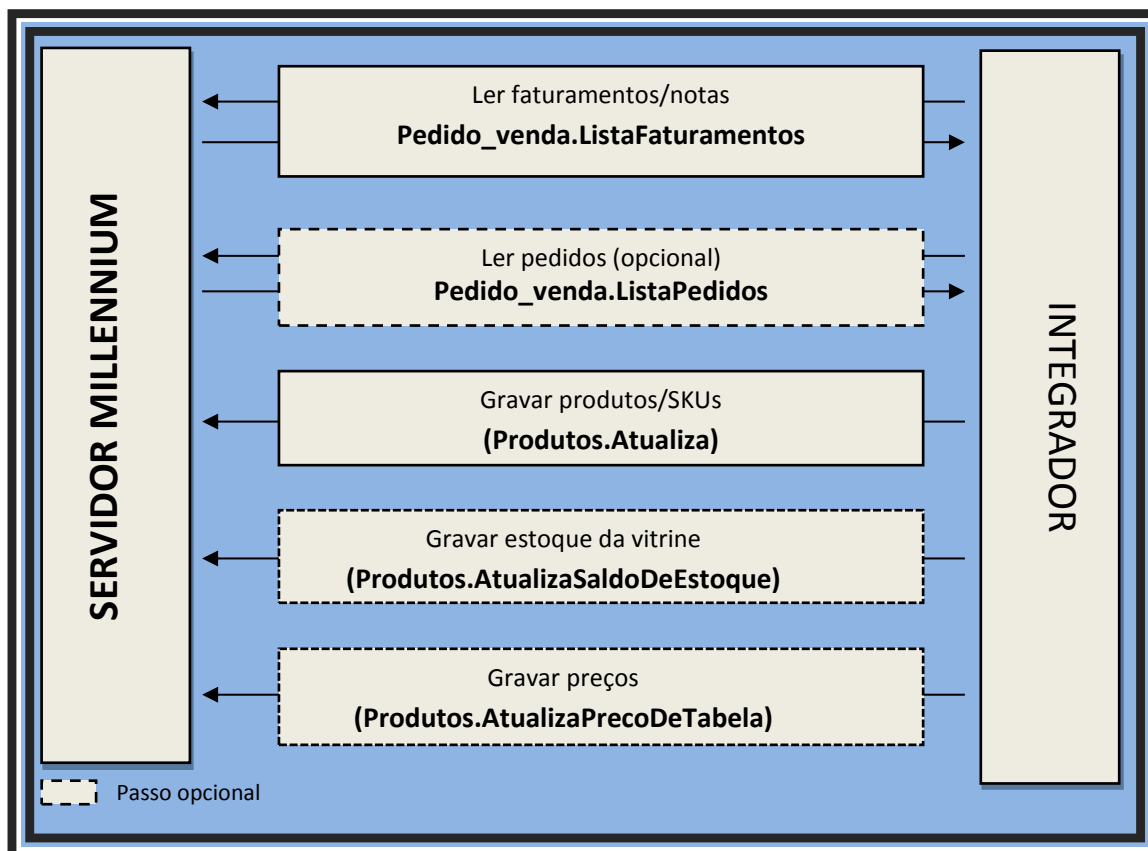 SERVIDOR MILLENNIUM
Ler faturamentos/notas
Pedido_venda.ListaFaturamentos
Ler pedidos (opcional)
Pedido_venda.ListaPedidos
Gravar produtos/SKUs
(Produtos.Atualiza)
Gravar estoque da vitrine
(Produtos.AtualizaSaldoDeEstoque)
Gravar preços
(Produtos.AtualizaPrecoDeTabela)
INTEGRADOR
Passo opcional